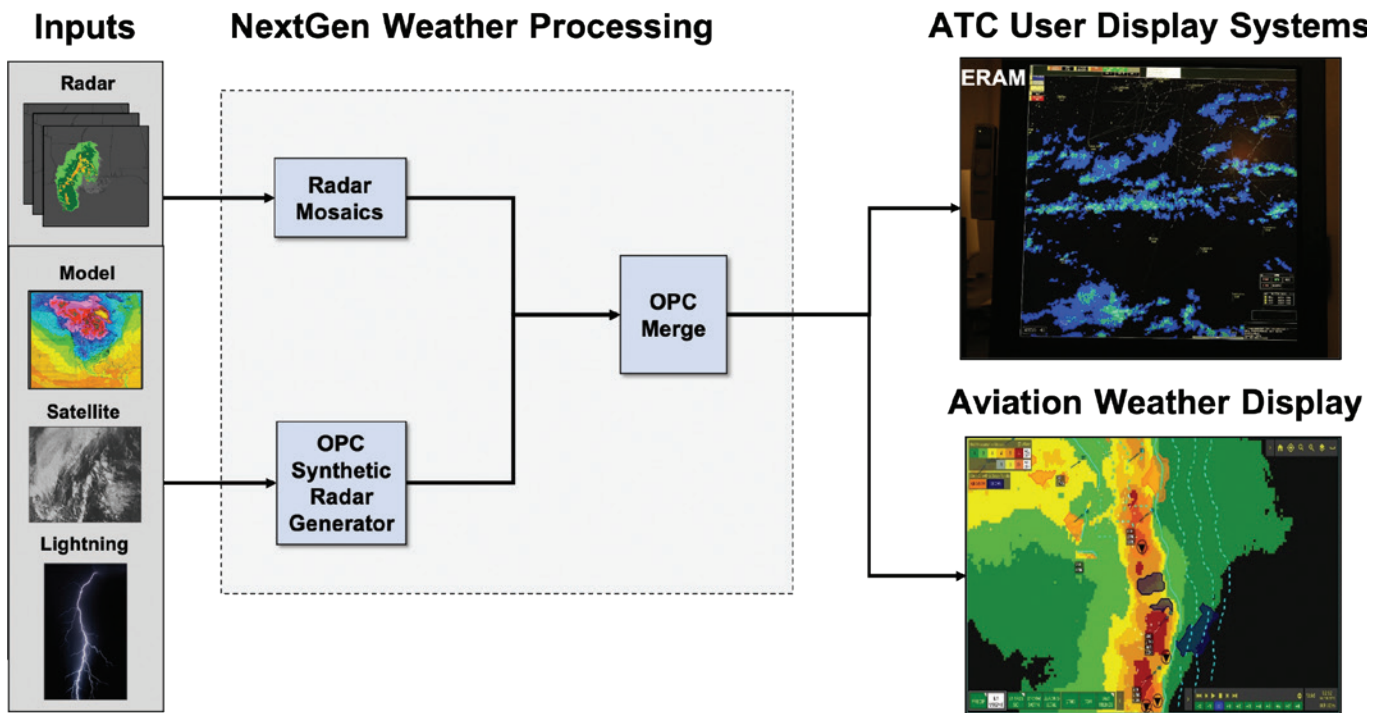 Inputs
NextGen Weather Processing
ATC User Display Systems
Radar
Model
Satellite
Lightning
Radar
Mosaics
OPC
Synthetic
Radar
Generator
OPC
Merge
ERAM
Aviation Weather Display